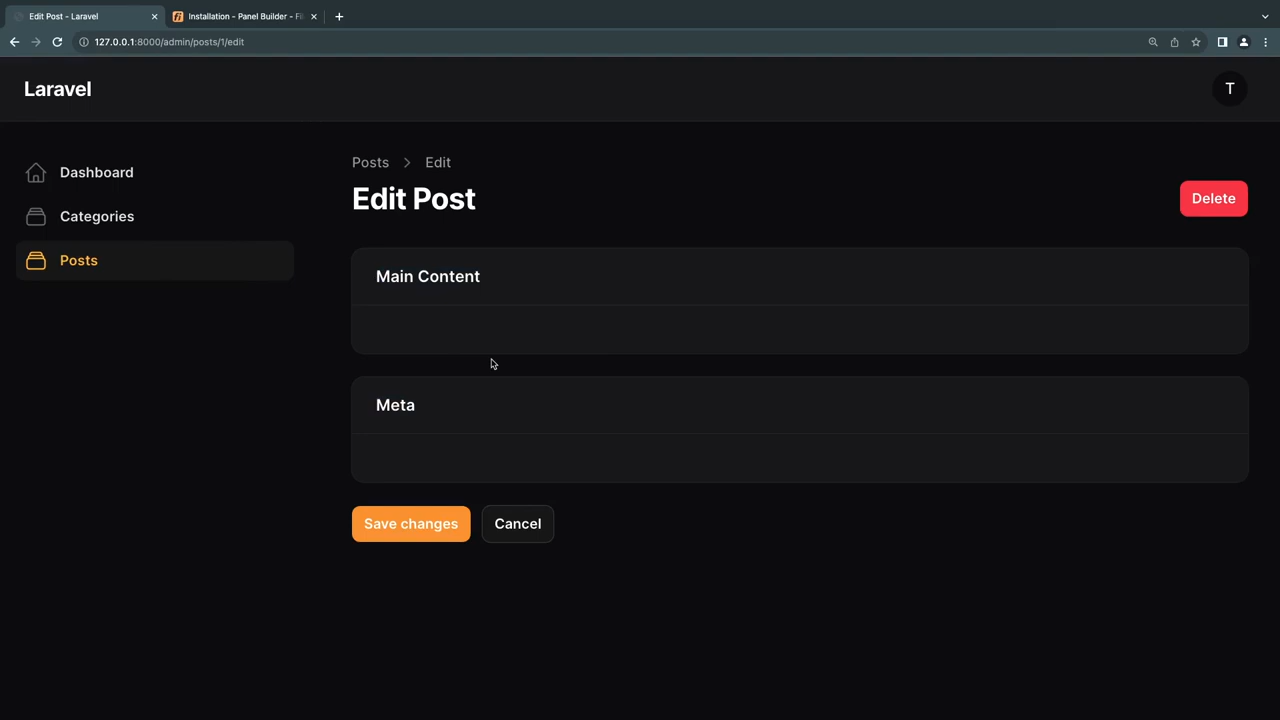 Edit Post - Laravel
Installation - Panel Builder - Fil
127.0.0.1:8000/admin/posts/1/edit
Laravel
T
Dashboard
Categories
Posts
Posts
Edit
Edit Post
Delete
Main Content
Meta
Save changes
Cancel